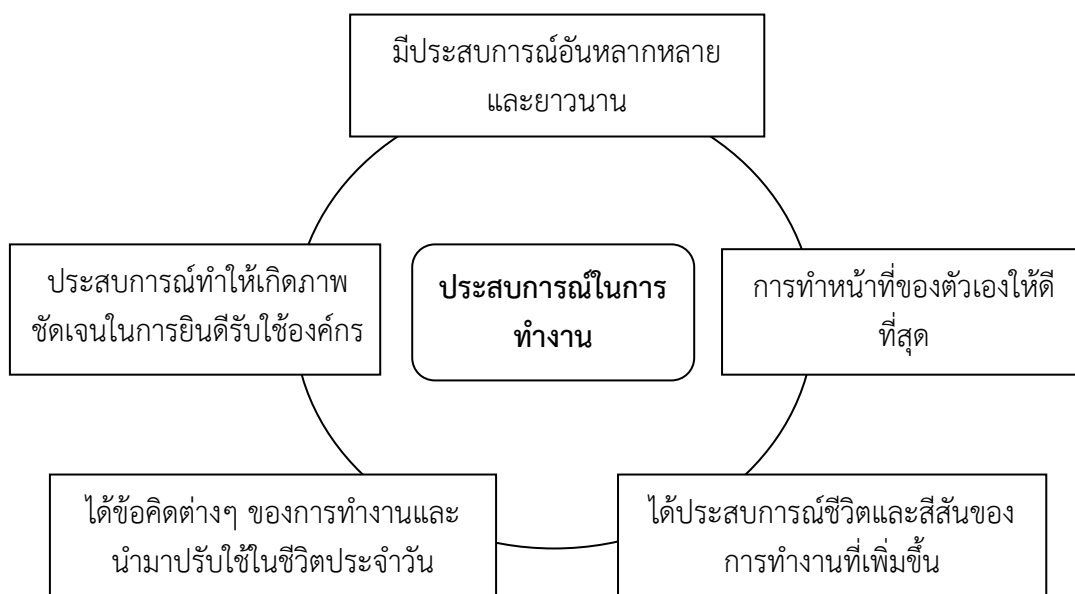 มีประสบการณ์อันหลากหลาย
และยาวนาน
ประสบการณ์ทำให้เกิดภาพ
ชัดเจนในการยินดีรับใช้องค์กร
ประสบการณ์ในการ
ทำงาน
การทำหน้าที่ของตัวเองให้ดี
ที่สุด
ได้ข้อคิดต่างๆ ของการทำงานและ
นำมาปรับใช้ในชีวิตประจำวัน
ได้ประสบการณ์ชีวิตและสีสันของ
การทำงานที่เพิ่มขึ้น